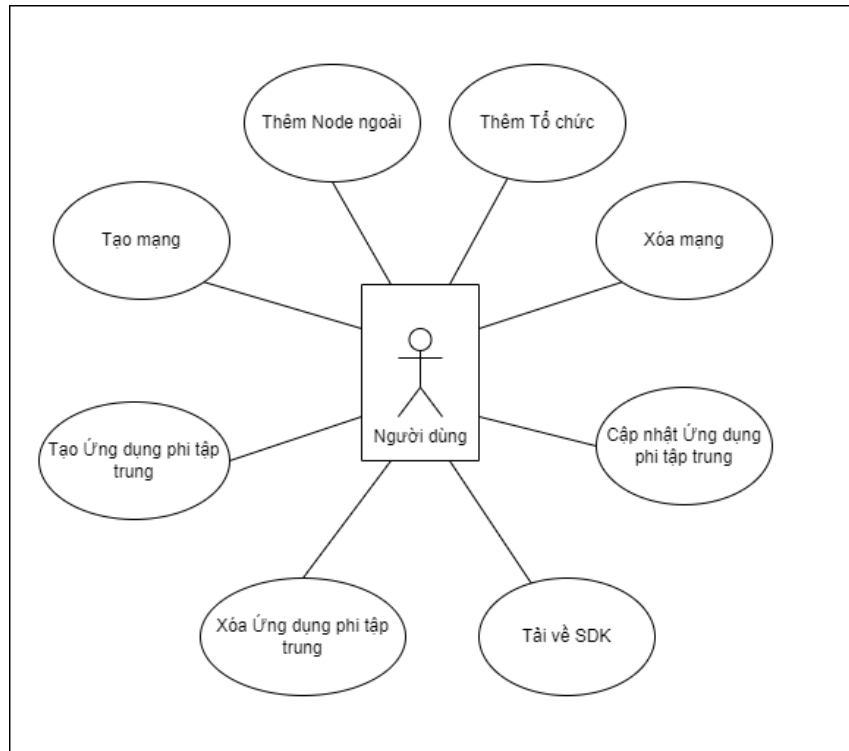 Thêm Node ngoài
Thêm Tổ chức
Tạo mạng
Xóa mạng
Người dùng
Tạo Ứng dụng phi tập
trung
Cập nhật Ứng dụng
phi tập trung
Xóa Ứng dụng phi tập
trung
Tải về SDK